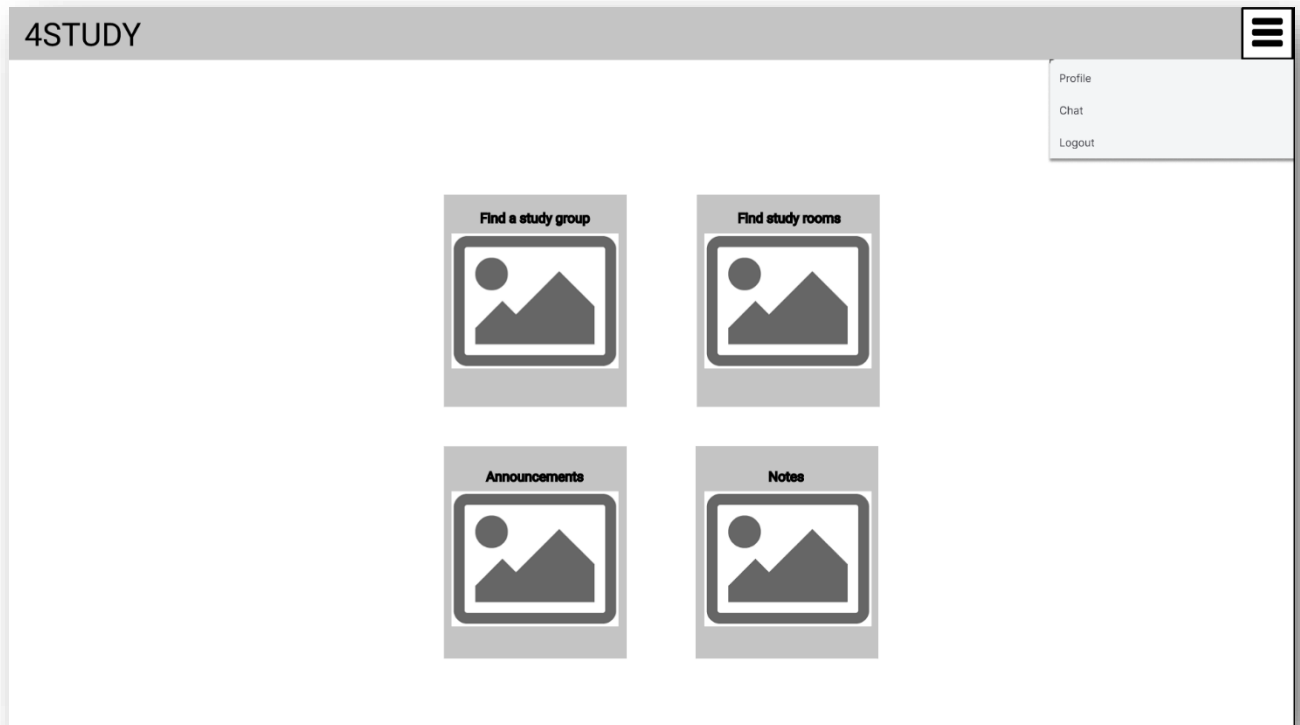 4STUDY
Profile
Chat
Logout
Find a study group
Find study rooms
Announcements
Notes